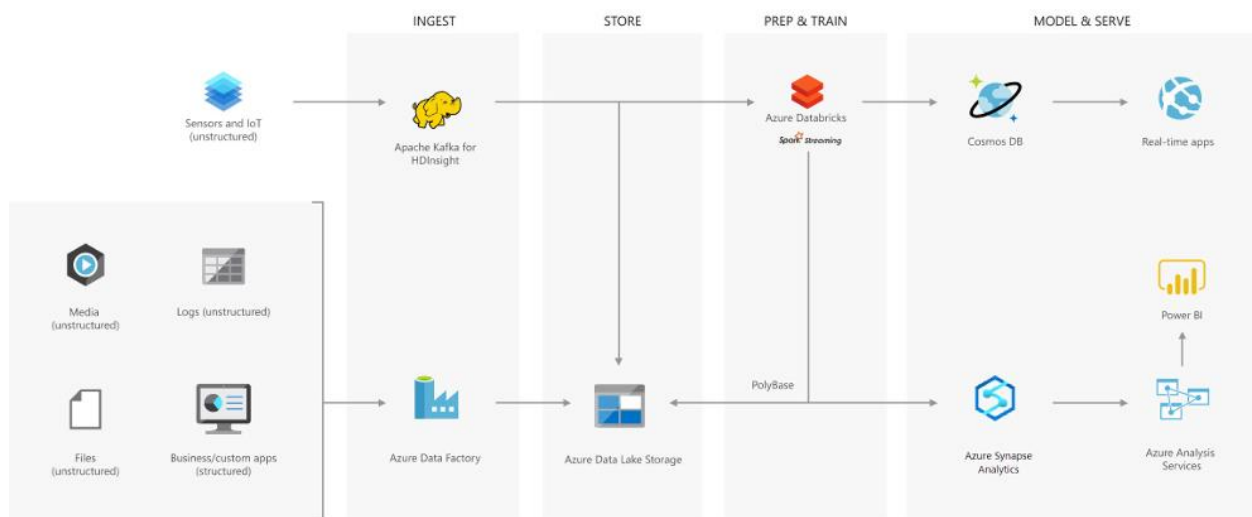 INGEST
STORE
PREP & TRAIN
MODEL & SERVE
Sensors and IoT
(unstructured)
Apache Kafka for
HDInsight
Azure Databricks
Spark Streaming
Cosmos DB
Real-time apps
Media
(unstructured)
Logs (unstructured)
Power BI
Files
(unstructured)
Business/custom apps
(structured)
Azure Data Factory
Azure Data Lake Storage
PolyBase
Azure Synapse
Analytics
Azure Analysis
Services